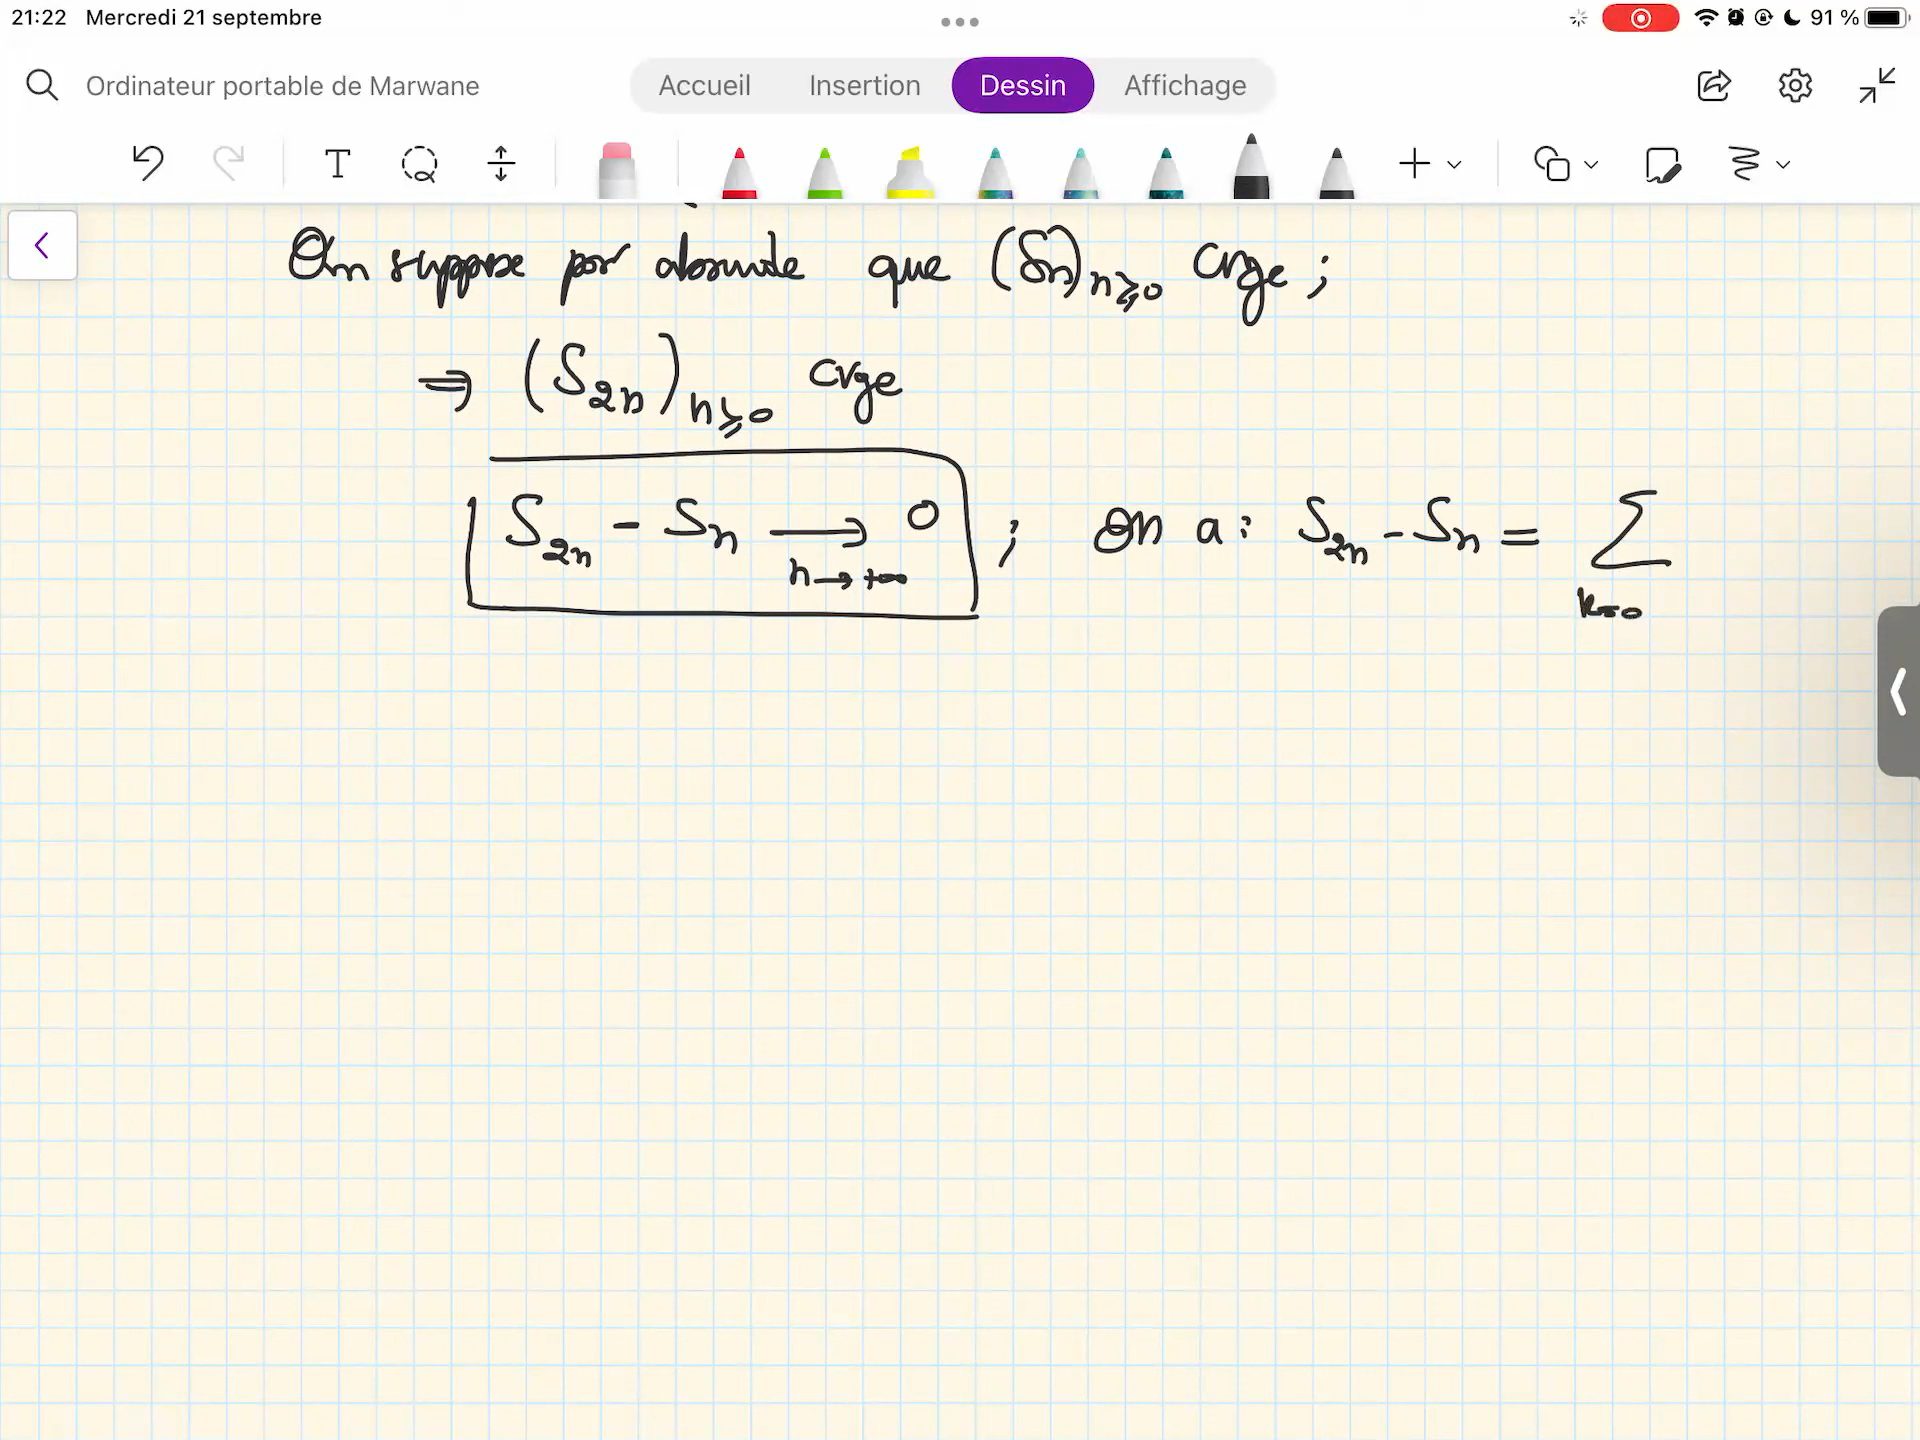 21:22 Mercredi 21 septembre 91 %
Ordinateur portable de Marwane Accueil Insertion Dessin Affichage
T
On suppose par absurde que (Sn)n≥0 cvge ;
⇒ (S2n)n≥0 cvge
S2n - Sn ⟶ 0 ; On a : S2n - Sn = Σ
n→+∞ k=0